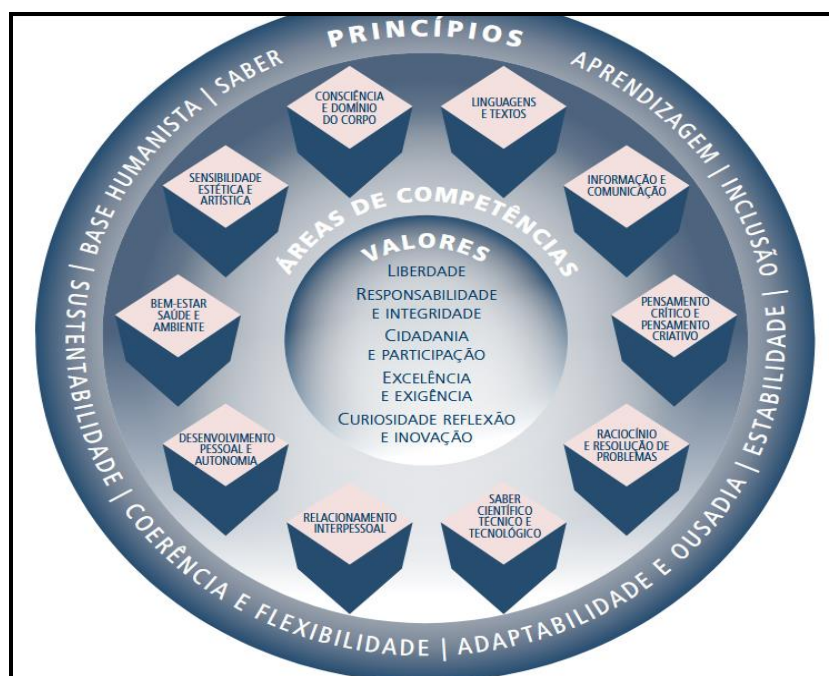 PRINCÍPIOS
APRENDIZAGEM | INCLUSÃO | ESTABILIDADE | ADAPTABILIDADE E OUSADIA | COERÊNCIA E FLEXIBILIDADE | SUSTENTABILIDADE | BASE HUMANISTA | SABER
ÁREAS DE COMPETÊNCIAS
LINGUAGENS
E TEXTOS
INFORMAÇÃO E
COMUNICAÇÃO
PENSAMENTO
CRÍTICO E
PENSAMENTO
CRIATIVO
RACIOCÍNIO
E RESOLUÇÃO DE
PROBLEMAS
SABER
CIENTÍFICO
TÉCNICO E
TECNOLÓGICO
RELACIONAMENTO
INTERPESSOAL
DESENVOLVIMENTO
PESSOAL E
AUTONOMIA
BEM-ESTAR
SAÚDE E
AMBIENTE
SENSIBILIDADE
ESTÉTICA E
ARTÍSTICA
CONSCIÊNCIA
E DOMÍNIO
DO CORPO
VALORES
LIBERDADE
RESPONSABILIDADE
E INTEGRIDADE
CIDADANIA
E PARTICIPAÇÃO
EXCELÊNCIA
E EXIGÊNCIA
CURIOSIDADE REFLEXÃO
E INOVAÇÃO